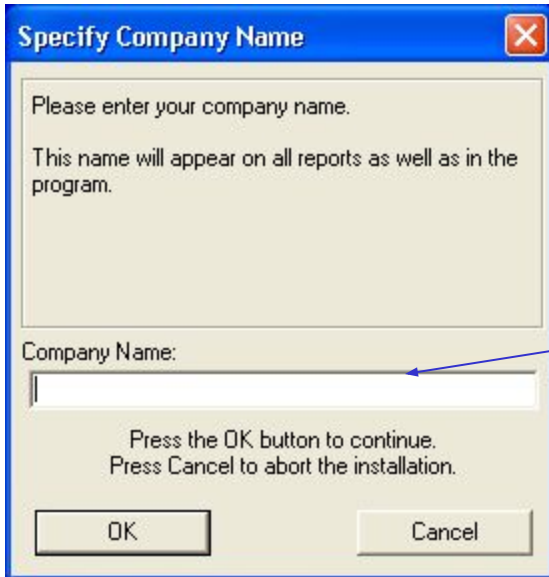 Specify Company Name
Please enter your company name.
This name will appear on all reports as well as in the
program.
Company Name:
Press the OK button to continue.
Press Cancel to abort the installation.
OK
Cancel